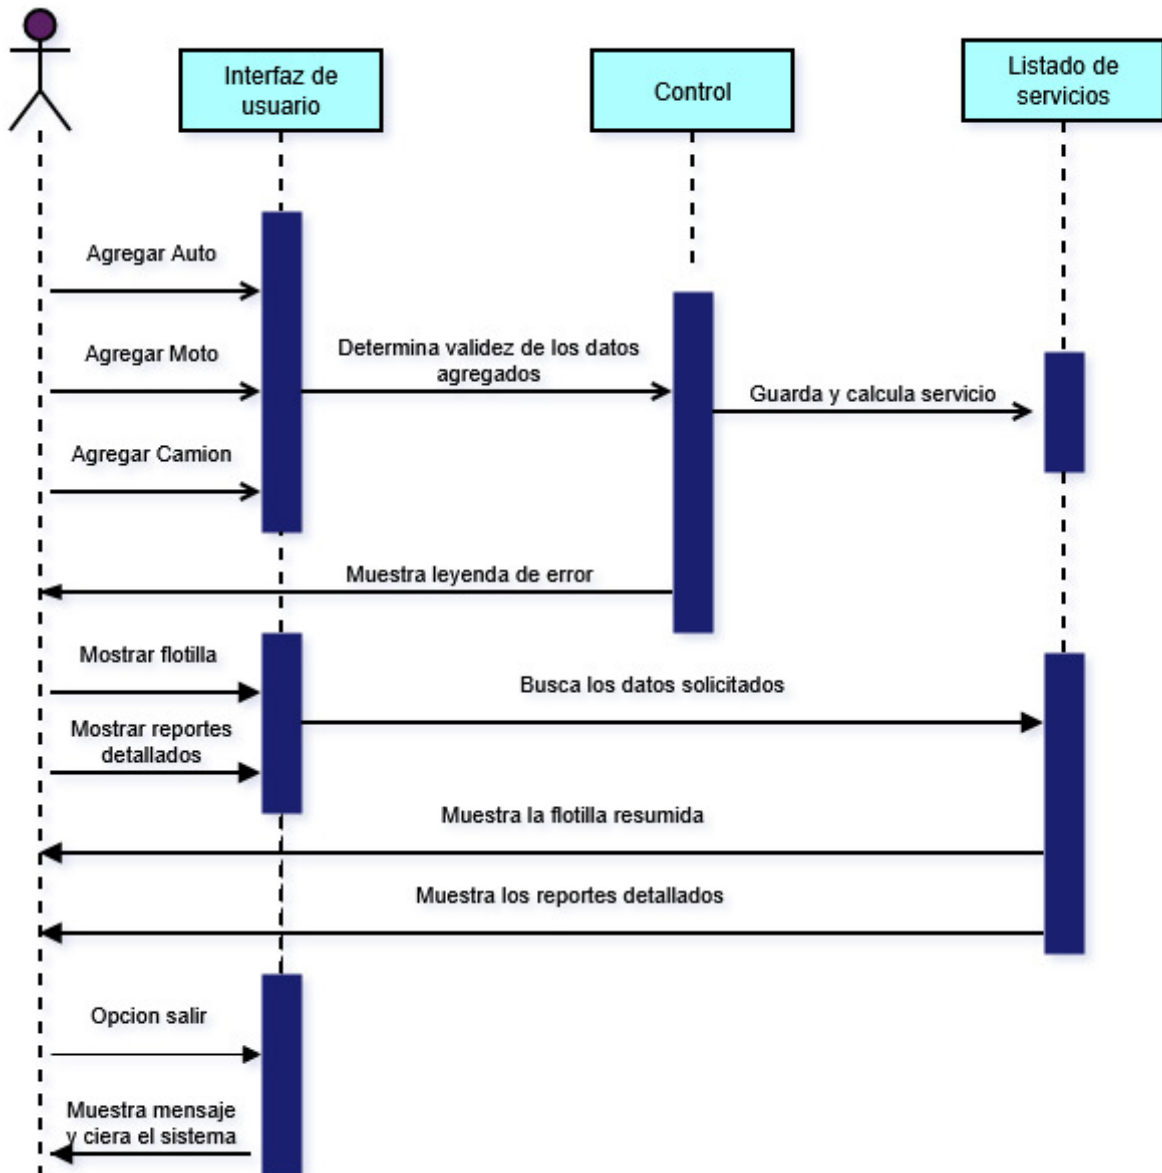 Interfaz de
usuario
Control
Listado de
servicios
Agregar Auto
Agregar Moto
Determina validez de los datos
agregados
Guarda y calcula servicio
Agregar Camion
Muestra leyenda de error
Mostrar flotilla
Busca los datos solicitados
Mostrar reportes
detallados
Muestra la flotilla resumida
Muestra los reportes detallados
Opcion salir
Muestra mensaje
y ciera el sistema